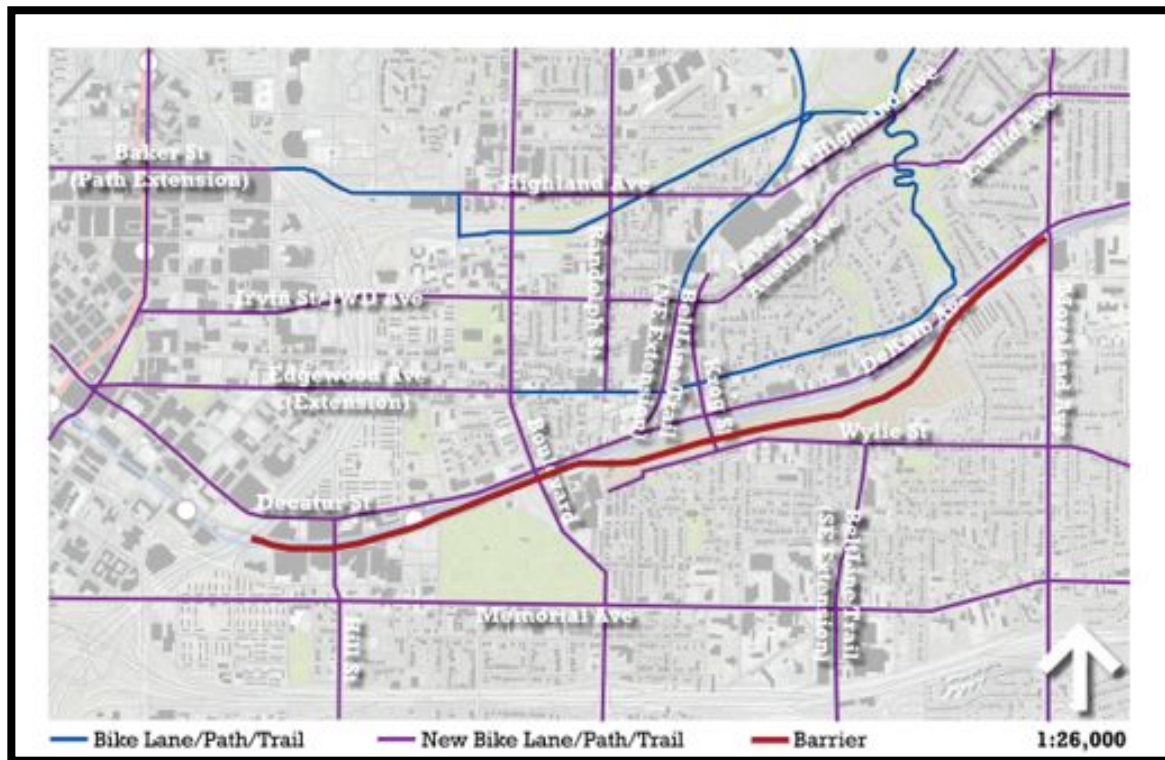 Baker St
(Path Extension)
Highland Ave
N Highland Ave
Euclid Ave
Lake Ave
Austin Ave
Randolph St
Irvin St/JWD Ave
Beltline Trail
(SW Extension)
Krog St
DeKalb Ave
Moreland Ave
Edgewood Ave
(Extension)
Boulevard
Wylie St
Decatur St
Beltline Trail
(SE Extension)
Memorial Ave
Hill St
Bike Lane/Path/Trail
New Bike Lane/Path/Trail
Barrier
1:26,000